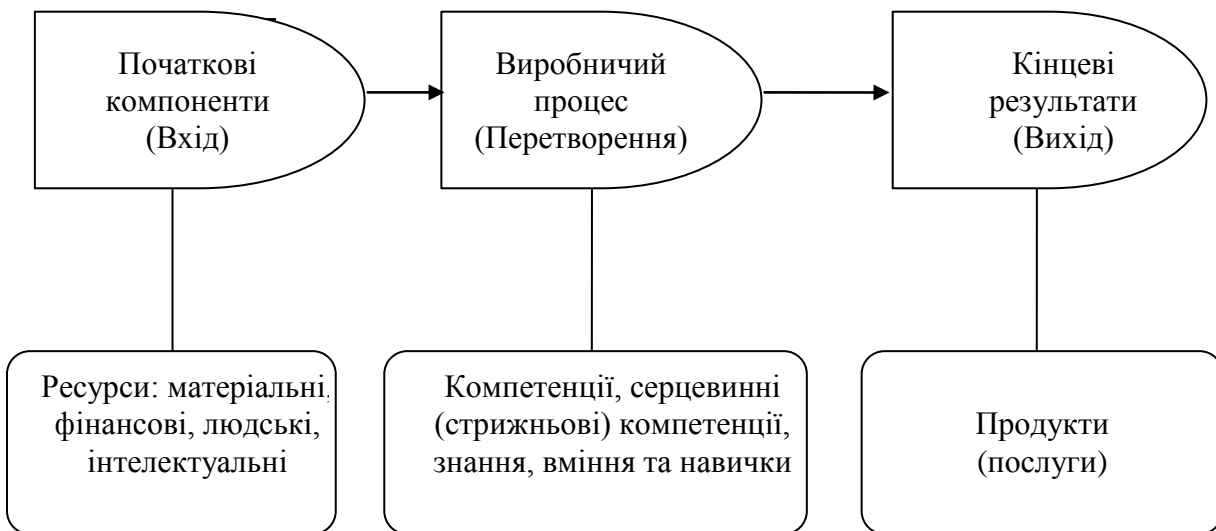 Початкові
компоненти
(Вхід)
Виробничий
процес
(Перетворення)
Кінцеві
результати
(Вихід)
Ресурси: матеріальні,
фінансові, людські,
інтелектуальні
Компетенції, серцевинні
(стрижньові) компетенції,
знання, вміння та навички
Продукти
(послуги)